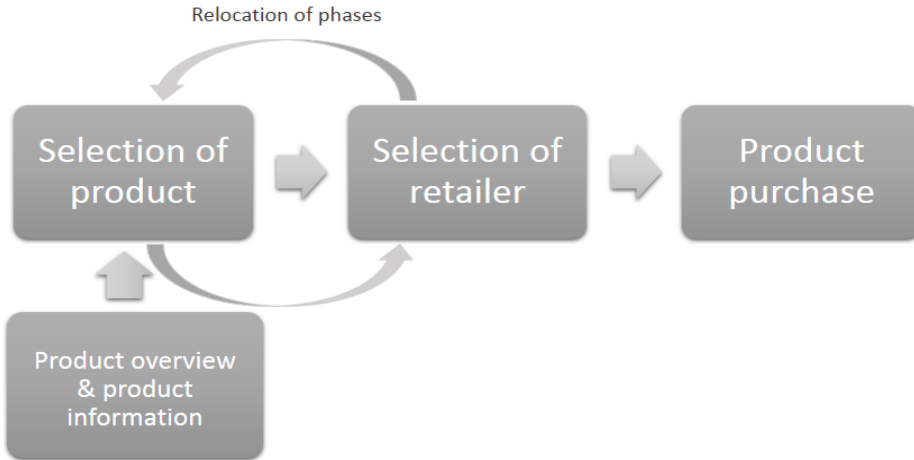 Relocation of phases
Selection of
product
Selection of
retailer
Product
purchase
Product overview
& product
information